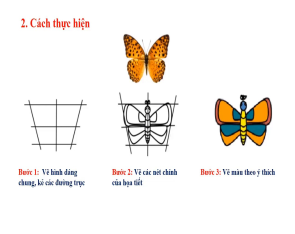 2. Cách thực hiện
Bước 1: Vẽ hình dáng
chung, kẻ các đường trục
Bước 2: Vẽ các nét chính
của họa tiết
Bước 3: Vẽ màu theo ý thích